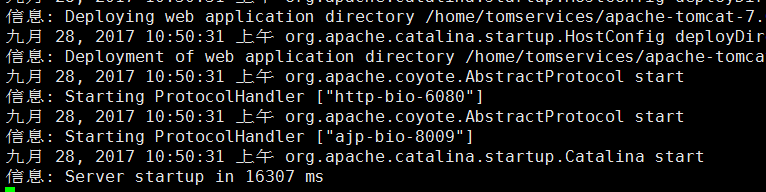 信息: Deploying web application directory /home/tomservices/apache-tomcat-7.
九月 28, 2017 10:50:31 上午 org.apache.catalina.startup.HostConfig deployDir
信息: Deployment of web application directory /home/tomservices/apache-tomca
九月 28, 2017 10:50:31 上午 org.apache.coyote.AbstractProtocol start
信息: Starting ProtocolHandler ["http-bio-6080"]
九月 28, 2017 10:50:31 上午 org.apache.coyote.AbstractProtocol start
信息: Starting ProtocolHandler ["ajp-bio-8009"]
九月 28, 2017 10:50:31 上午 org.apache.catalina.startup.Catalina start
信息: Server startup in 16307 ms